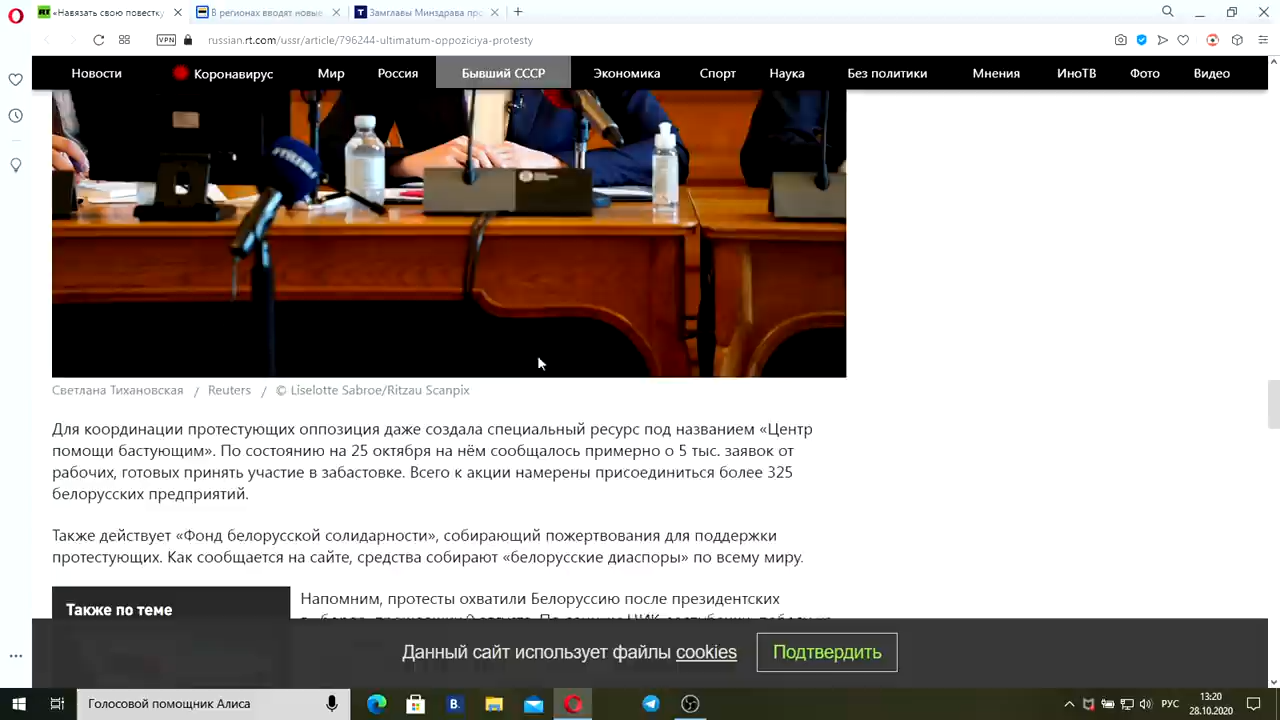 «Навязать свою повестку
В регионах вводят новые
Замглавы Минздрава про
VPN
russian.rt.com/ussr/article/796244-ultimatum-oppoziciya-protesty
Новости
Коронавирус
Мир
Россия
Бывший СССР
Экономика
Спорт
Наука
Без политики
Мнения
ИноТВ
Фото
Видео
Светлана Тихановская / Reuters / © Liselotte Sabroe/Ritzau Scanpix
Для координации протестующих оппозиция даже создала специальный ресурс под названием «Центр
помощи бастующим». По состоянию на 25 октября на нём сообщалось примерно о 5 тыс. заявок от
рабочих, готовых принять участие в забастовке. Всего к акции намерены присоединиться более 325
белорусских предприятий.
Также действует «Фонд белорусской солидарности», собирающий пожертвования для поддержки
протестующих. Как сообщается на сайте, средства собирают «белорусские диаспоры» по всему миру.
Также по теме
Напомним, протесты охватили Белоруссию после президентских
Данный сайт использует файлы cookies
Подтвердить
Голосовой помощник Алиса
B.
РУС
13:20
28.10.2020